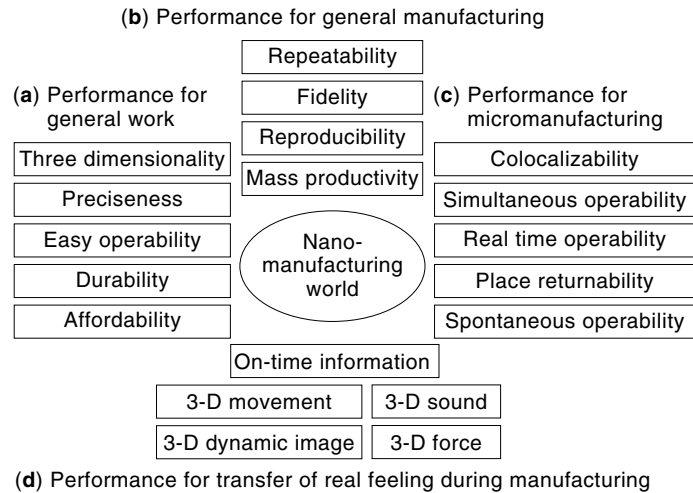 (b) Performance for general manufacturing
Repeatability
Fidelity
Reproducibility
Mass productivity
(a) Performance for
general work
Three dimensionality
Preciseness
Easy operability
Durability
Affordability
(c) Performance for
micromanufacturing
Colocalizability
Simultaneous operability
Real time operability
Place returnability
Spontaneous operability
Nano-
manufacturing
world
On-time information
3-D movement
3-D sound
3-D dynamic image
3-D force
(d) Performance for transfer of real feeling during manufacturing